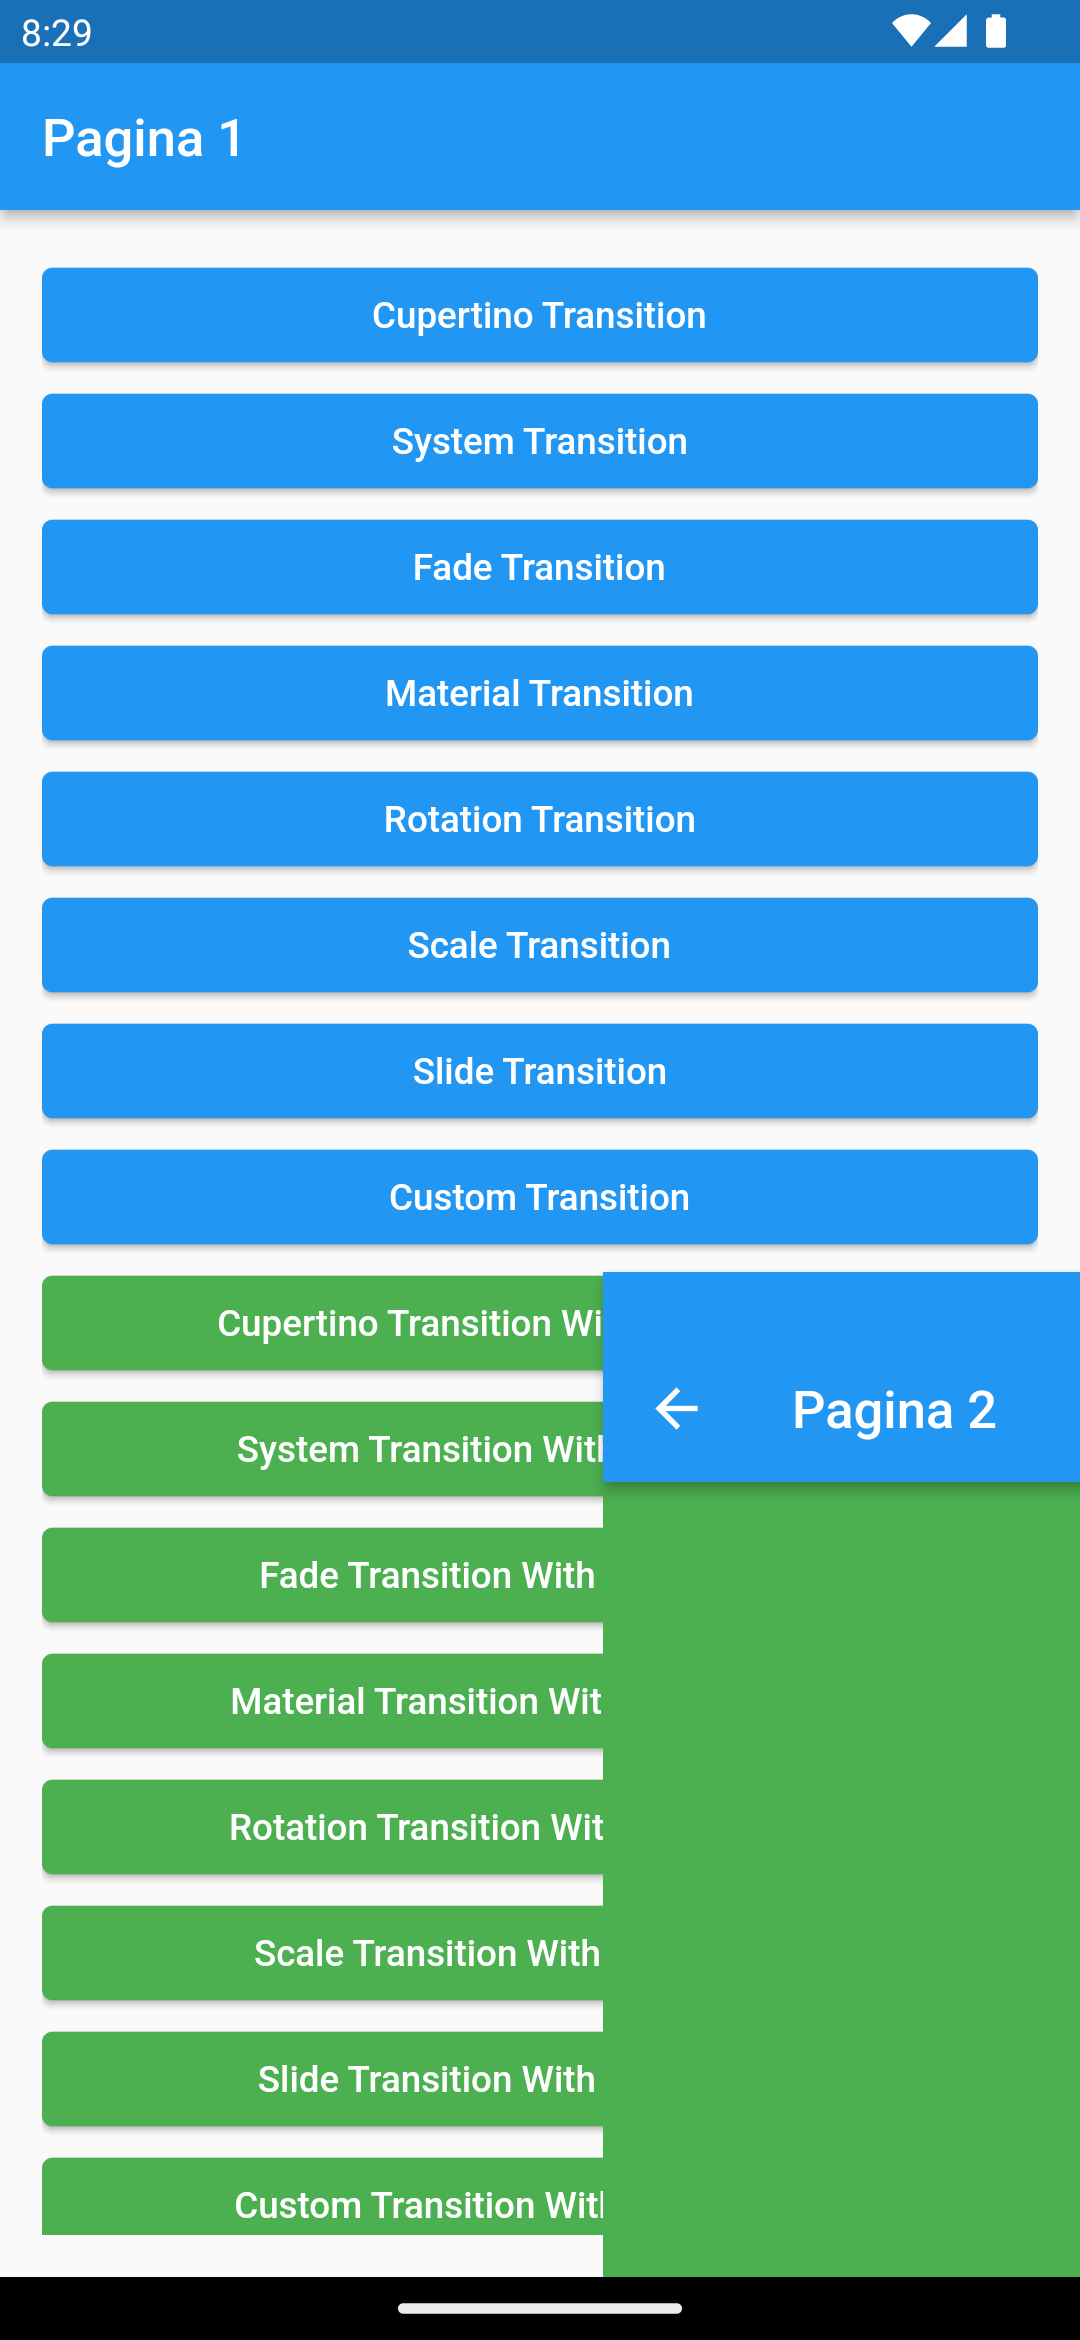 8:29
Pagina 1
Cupertino Transition
System Transition
Fade Transition
Material Transition
Rotation Transition
Scale Transition
Slide Transition
Custom Transition
Cupertino Transition Wi
Pagina 2
System Transition With
Fade Transition With
Material Transition Wit
Rotation Transition Wit
Scale Transition With
Slide Transition With
Custom Transition With